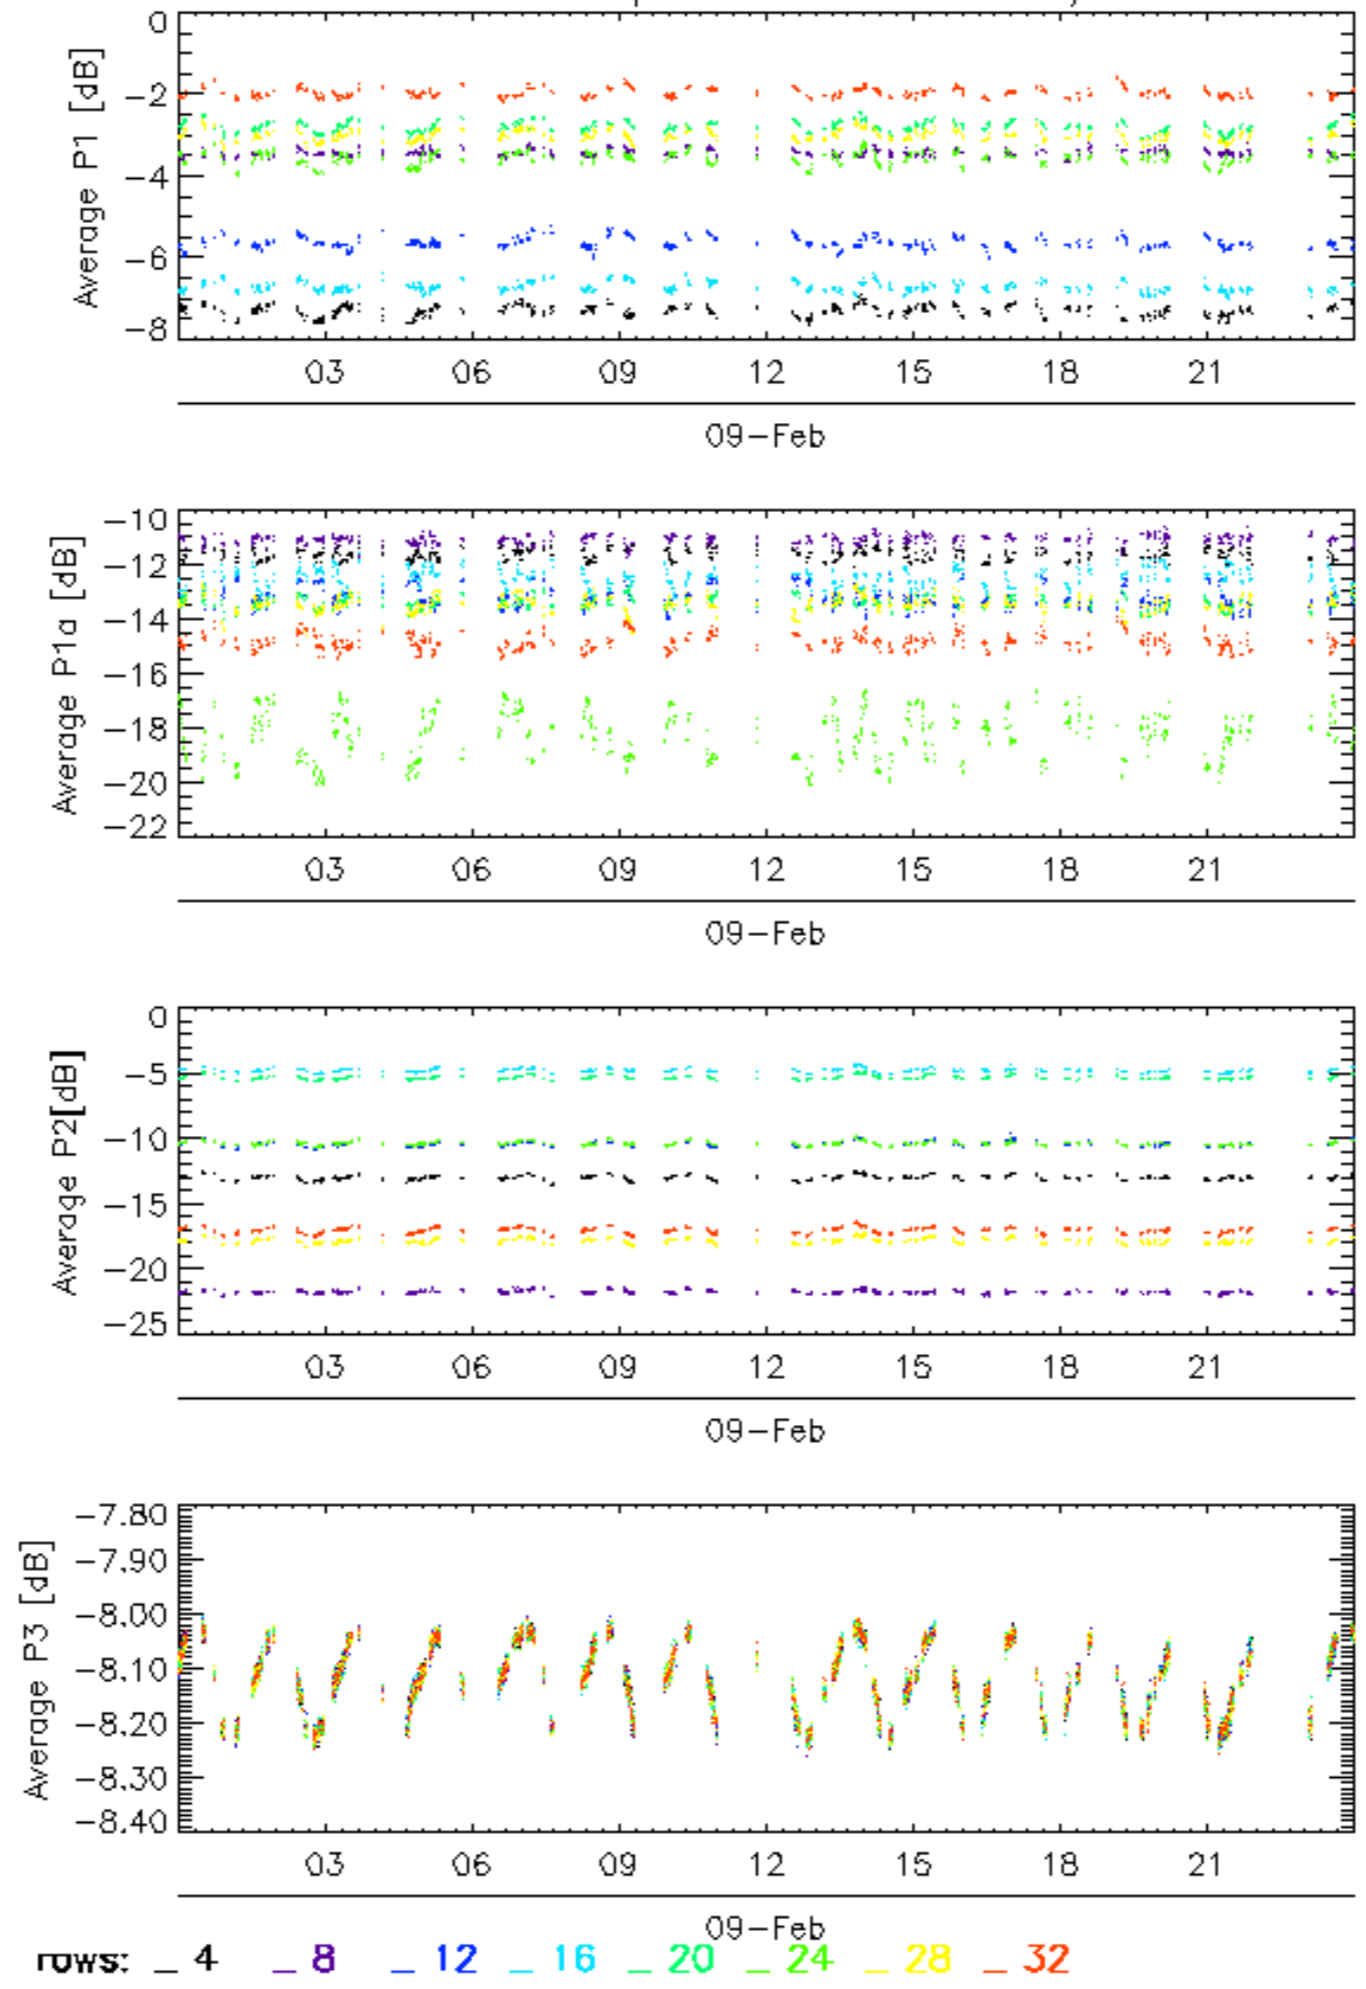 0
-2
-4
-6
-8
Average P1 [dB]
03 06 09 12 15 18 21
09-Feb
-10
-12
-14
-16
-18
-20
-22
Average P1a [dB]
03 06 09 12 15 18 21
09-Feb
0
-5
-10
-15
-20
-25
Average P2[dB]
03 06 09 12 15 18 21
09-Feb
-7.80
-7.90
-8.00
-8.10
-8.20
-8.30
-8.40
Average P3 [dB]
03 06 09 12 15 18 21
09-Feb
rows: _ 4 _ 8 _ 12 _ 16 _ 20 _ 24 _ 28 _ 32